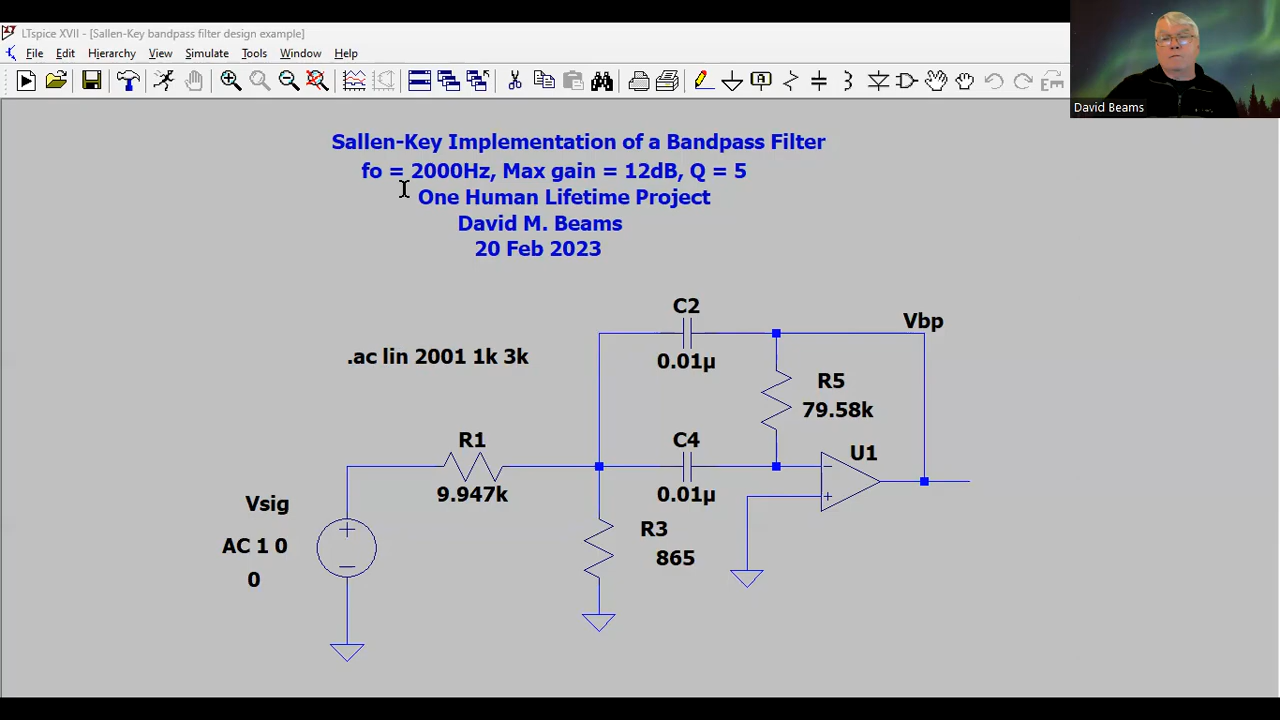 LTspice XVII - [Sallen-Key bandpass filter design example]
File Edit Hierarchy View Simulate Tools Window Help
David Beams
Sallen-Key Implementation of a Bandpass Filter
fo = 2000Hz, Max gain = 12dB, Q = 5
One Human Lifetime Project
David M. Beams
20 Feb 2023
C2
0.01µ
Vbp
.ac lin 2001 1k 3k
R5
79.58k
R1
9.947k
C4
0.01µ
U1
Vsig
AC 1 0
0
R3
865